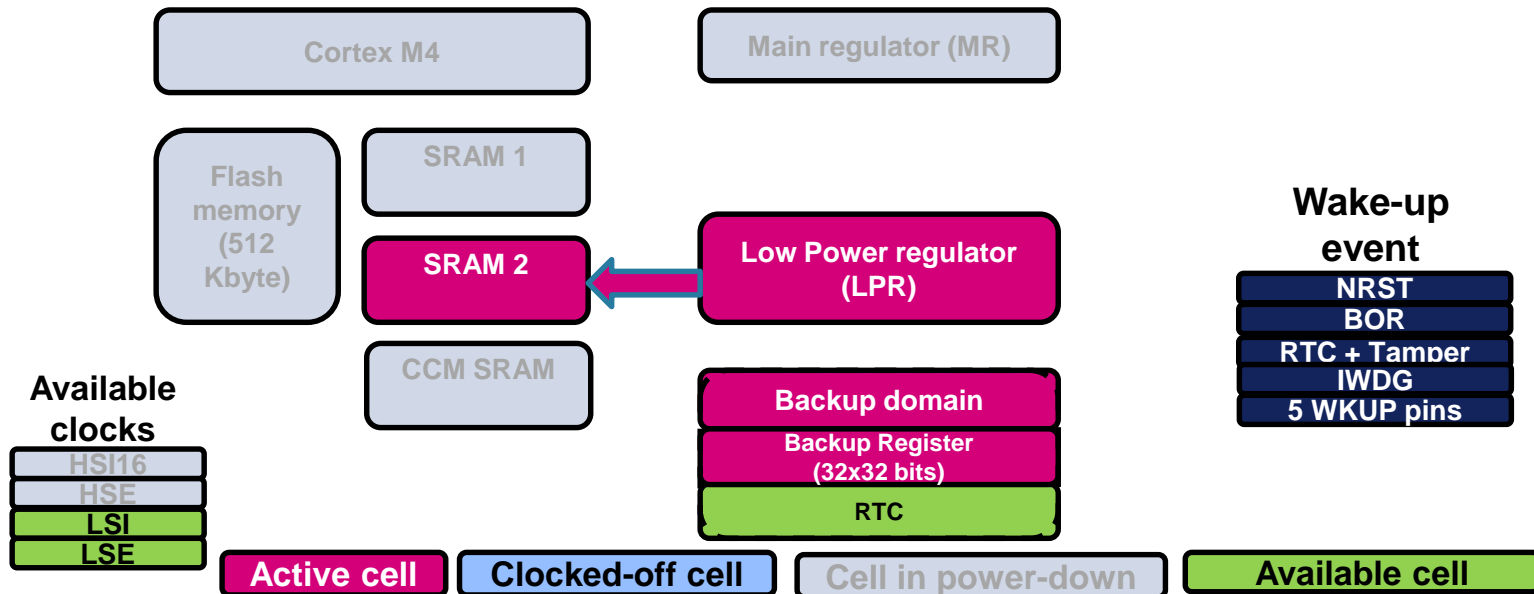 Cortex M4
Main regulator (MR)
Flash
memory
(512
Kbyte)
SRAM 1
SRAM 2
CCM SRAM
Low Power regulator
(LPR)
Backup domain
Backup Register
(32x32 bits)
RTC
Wake-up
event
NRST
BOR
RTC + Tamper
IWDG
5 WKUP pins
Available
clocks
HSI16
HSE
LSI
LSE
Active cell
Clocked-off cell
Cell in power-down
Available cell